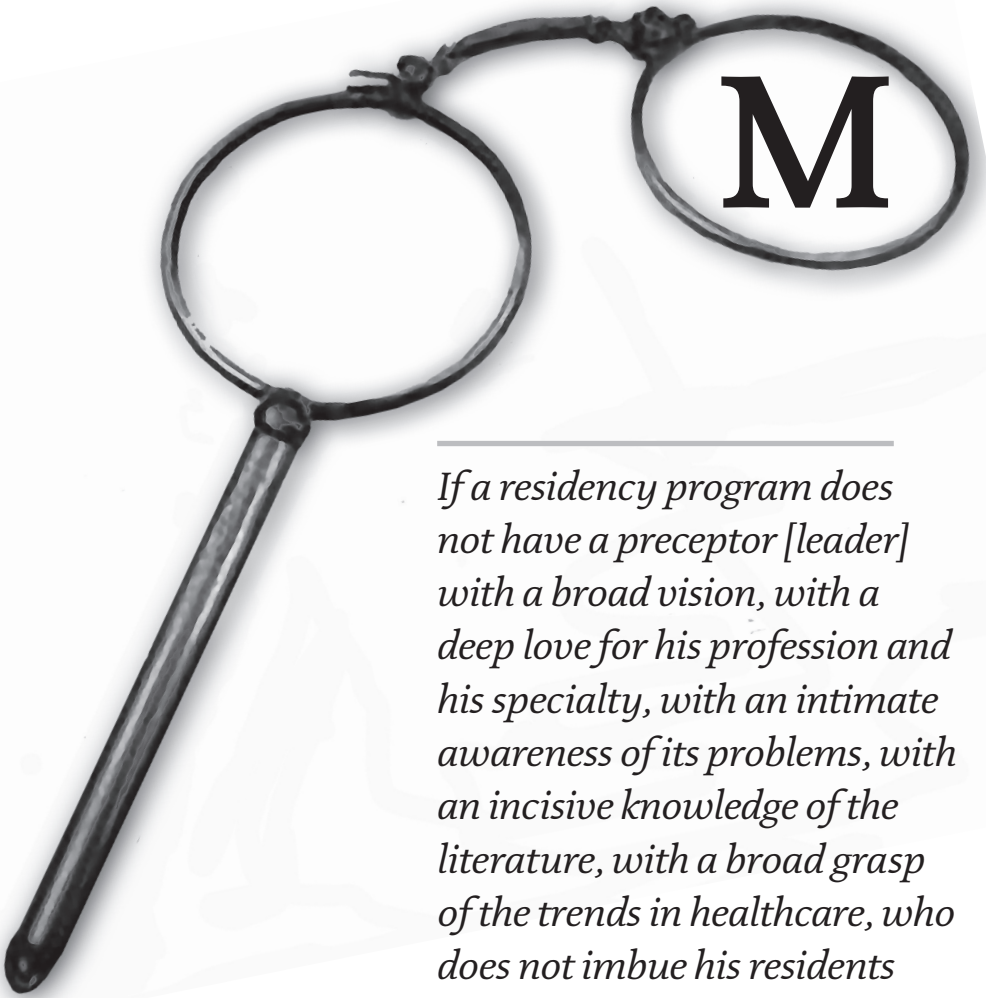 M
If a residency program does
not have a preceptor [leader]
with a broad vision, with a
deep love for his profession and
his specialty, with an intimate
awareness of its problems, with
an incisive knowledge of the
literature, with a broad grasp
of the trends in healthcare, who
does not imbue his residents